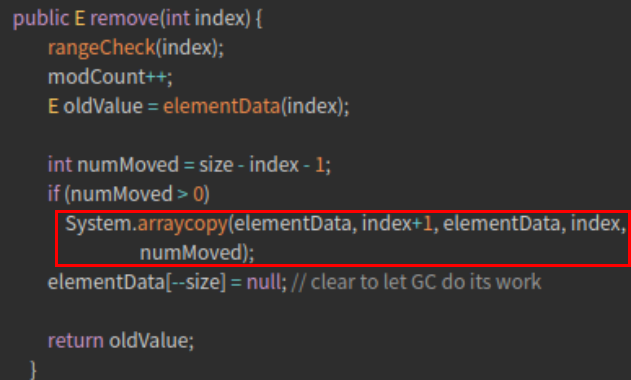 public E remove(int index) {
rangeCheck(index);
modCount++;
E oldValue = elementData(index);
int numMoved = size - index - 1;
if (numMoved > 0)
System.arraycopy(elementData, index+1, elementData, index,
numMoved);
elementData[--size] = null; // clear to let GC do its work
return oldValue;
}